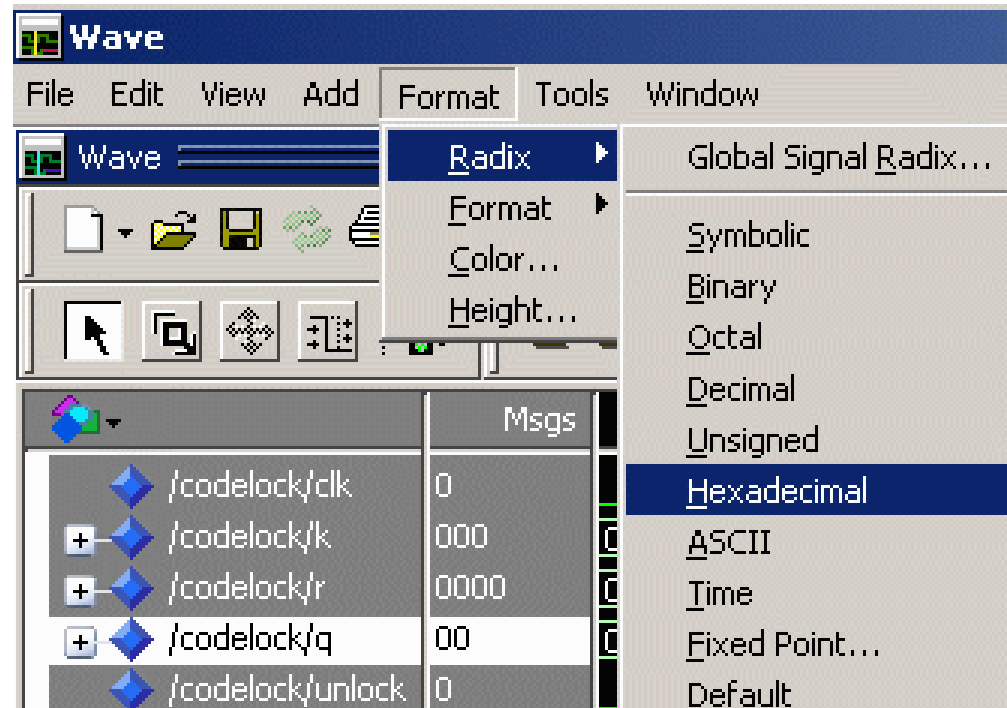 Wave
File Edit View Add Format Tools Window
Wave
Radix
Format
Color...
Height...
Global Signal Radix...
Symbolic
Binary
Octal
Decimal
Unsigned
Hexadecimal
ASCII
Time
Fixed Point...
Default
Msgs
/codelock/clk 0
/codelock/k 000
/codelock/r 0000
/codelock/q 00
/codelock/unlock 0